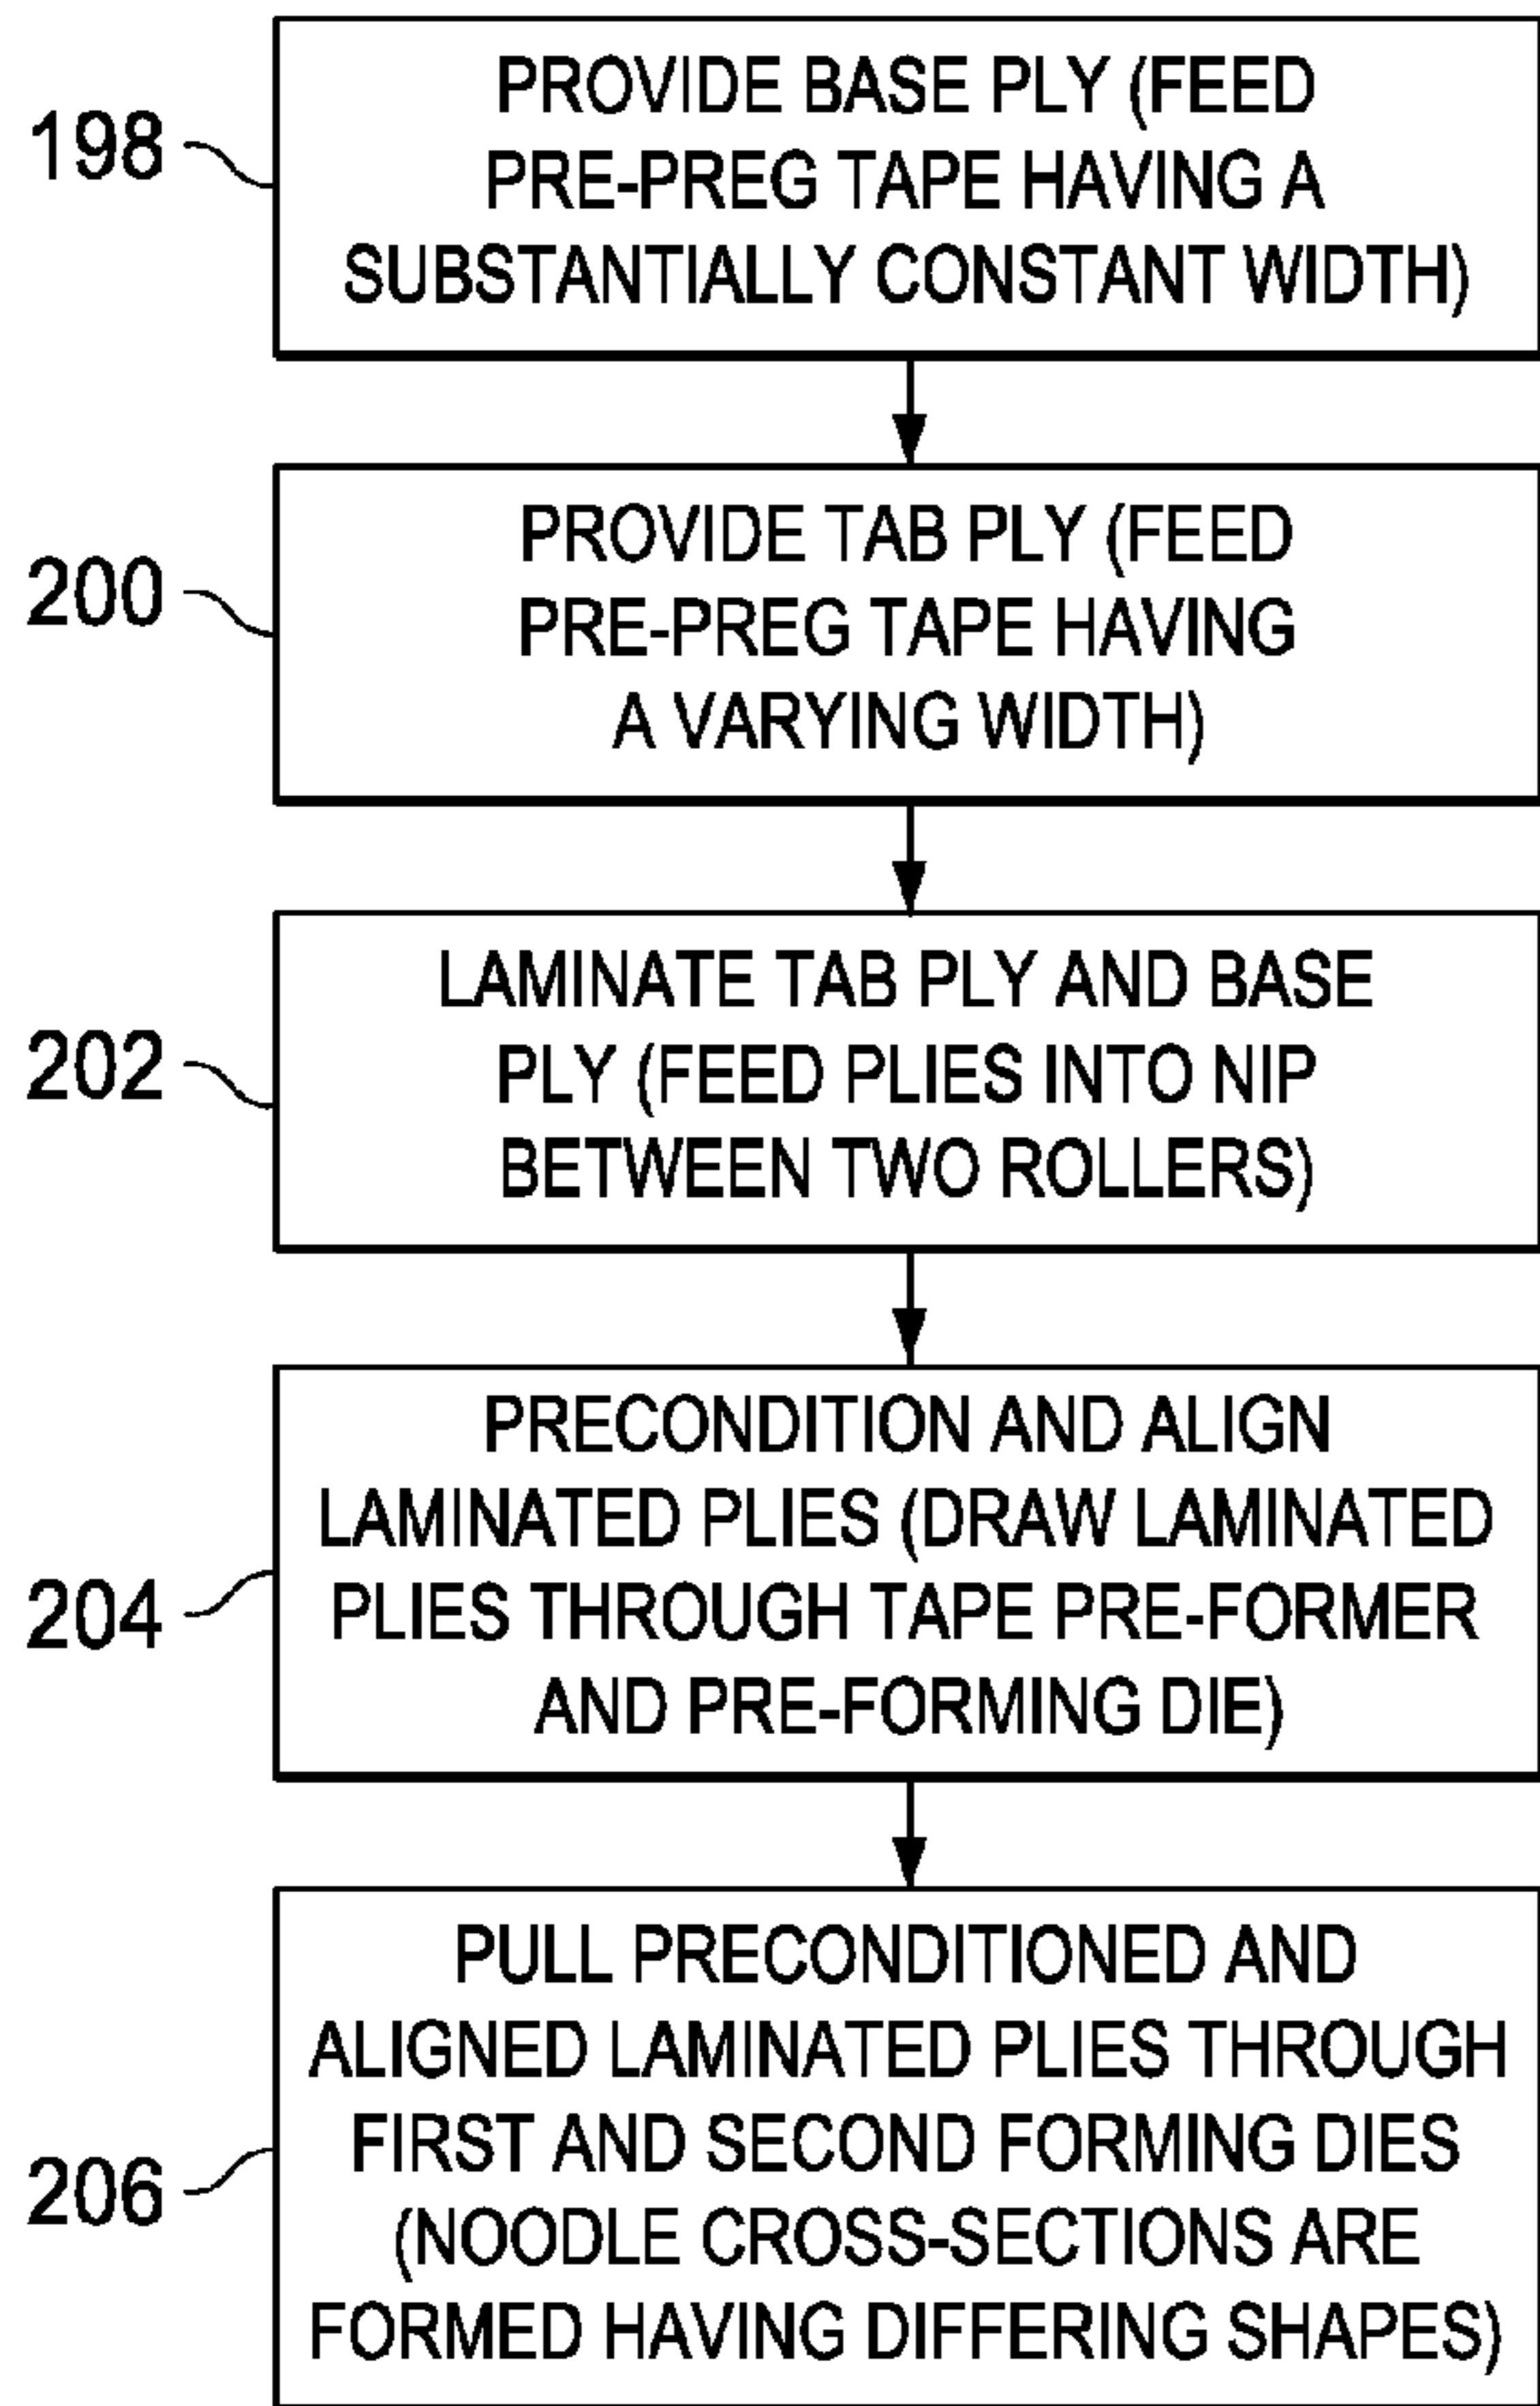 198
PROVIDE BASE PLY (FEED
PRE-PREG TAPE HAVING A
SUBSTANTIALLY CONSTANT WIDTH)
200
PROVIDE TAB PLY (FEED
PRE-PREG TAPE HAVING
A VARYING WIDTH)
202
LAMINATE TAB PLY AND BASE
PLY (FEED PLIES INTO NIP
BETWEEN TWO ROLLERS)
204
PRECONDITION AND ALIGN
LAMINATED PLIES (DRAW LAMINATED
PLIES THROUGH TAPE PRE-FORMER
AND PRE-FORMING DIE)
206
PULL PRECONDITIONED AND
ALIGNED LAMINATED PLIES THROUGH
FIRST AND SECOND FORMING DIES
(NOODLE CROSS-SECTIONS ARE
FORMED HAVING DIFFERING SHAPES)